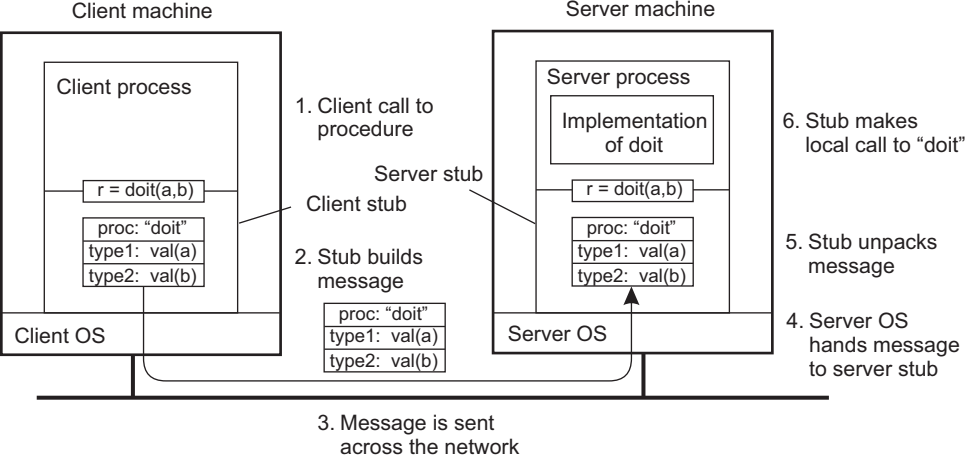 Client machine
Server machine
Client process
1. Client call to
procedure
Server process
Implementation
of doit
6. Stub makes
local call to “doit”
Server stub
r = doit(a,b)
Client stub
r = doit(a,b)
proc: “doit”
type1: val(a)
type2: val(b)
2. Stub builds
message
proc: “doit”
type1: val(a)
type2: val(b)
proc: “doit”
type1: val(a)
type2: val(b)
5. Stub unpacks
message
Client OS
Server OS
4. Server OS
hands message
to server stub
3. Message is sent
across the network